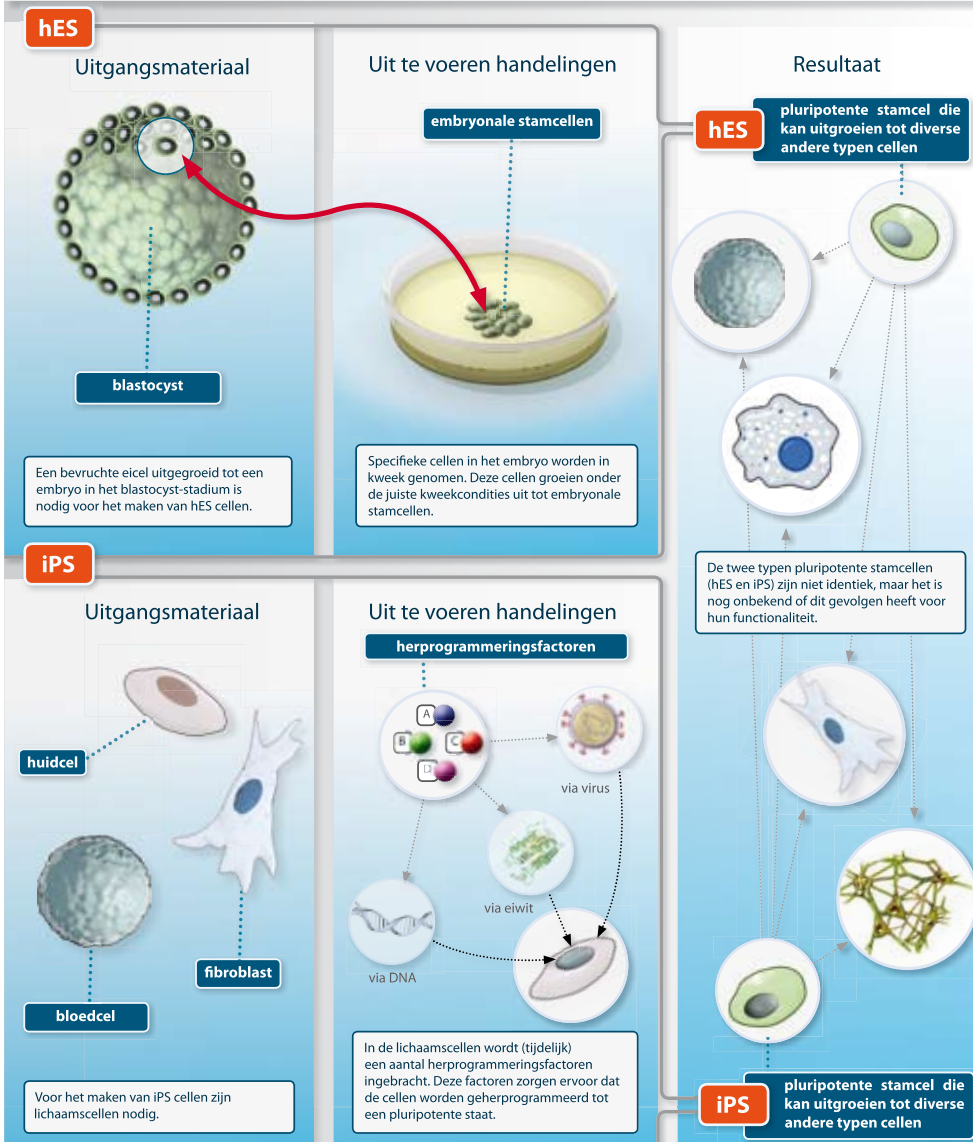 hES
Uitgangsmateriaal
blastocyst
Een bevruchte eicel uitgegroeid tot een
embryo in het blastocyst-stadium is
nodig voor het maken van hES cellen.
Uit te voeren handelingen
embryonale stamcellen
Specifieke cellen in het embryo worden in
kweek genomen. Deze cellen groeien onder
de juiste kweekcondities uit tot embryonale
stamcellen.
Resultaat
hES
pluripotente stamcel die
kan uitgroeien tot diverse
andere typen cellen
De twee typen pluripotente stamcellen
(hES en iPS) zijn niet identiek, maar het is
nog onbekend of dit gevolgen heeft voor
hun functionaliteit.
iPS
Uitgangsmateriaal
huidcel
fibroblast
bloedcel
Voor het maken van iPS cellen zijn
lichaamscellen nodig.
Uit te voeren handelingen
herprogrammeringsfactoren
A
B
C
D
via virus
via eiwit
via DNA
In de lichaamscellen wordt (tijdelijk)
een aantal herprogrammeringsfactoren
ingebracht. Deze factoren zorgen ervoor dat
de cellen worden geherprogrammeerd tot
een pluripotente staat.
iPS
pluripotente stamcel die
kan uitgroeien tot diverse
andere typen cellen